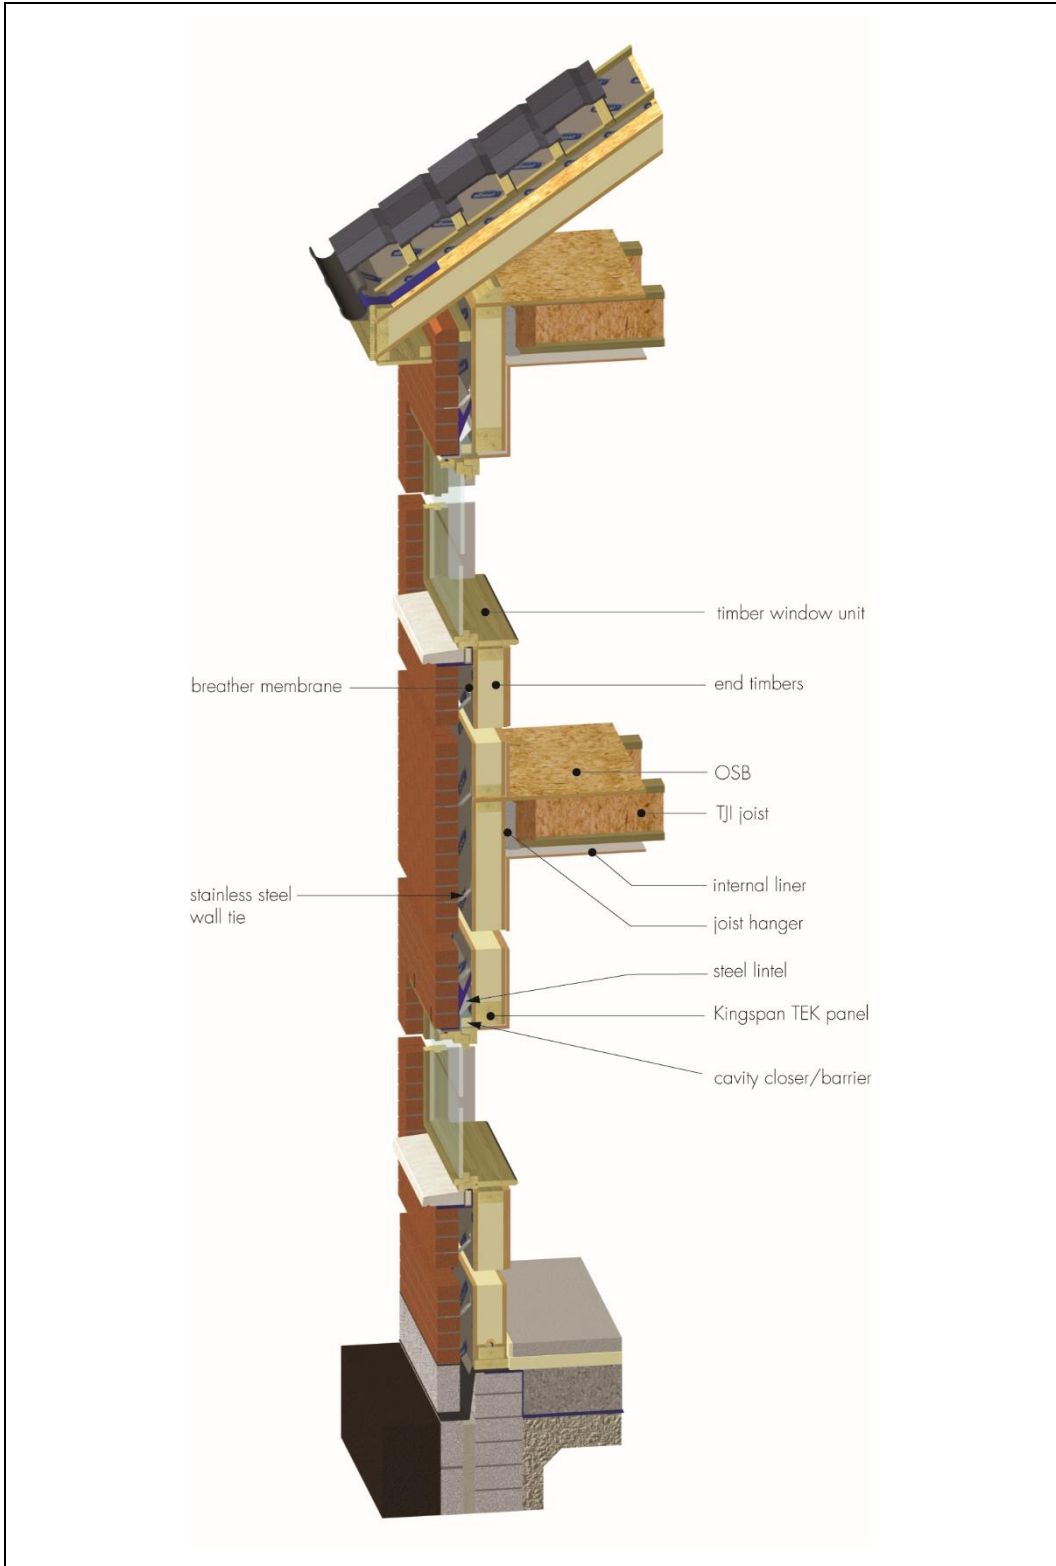 timber window unit
breather membrane
end timbers
OSB
TJI joist
internal liner
stainless steel
wall tie
joist hanger
steel lintel
Kingspan TEK panel
cavity closer/barrier